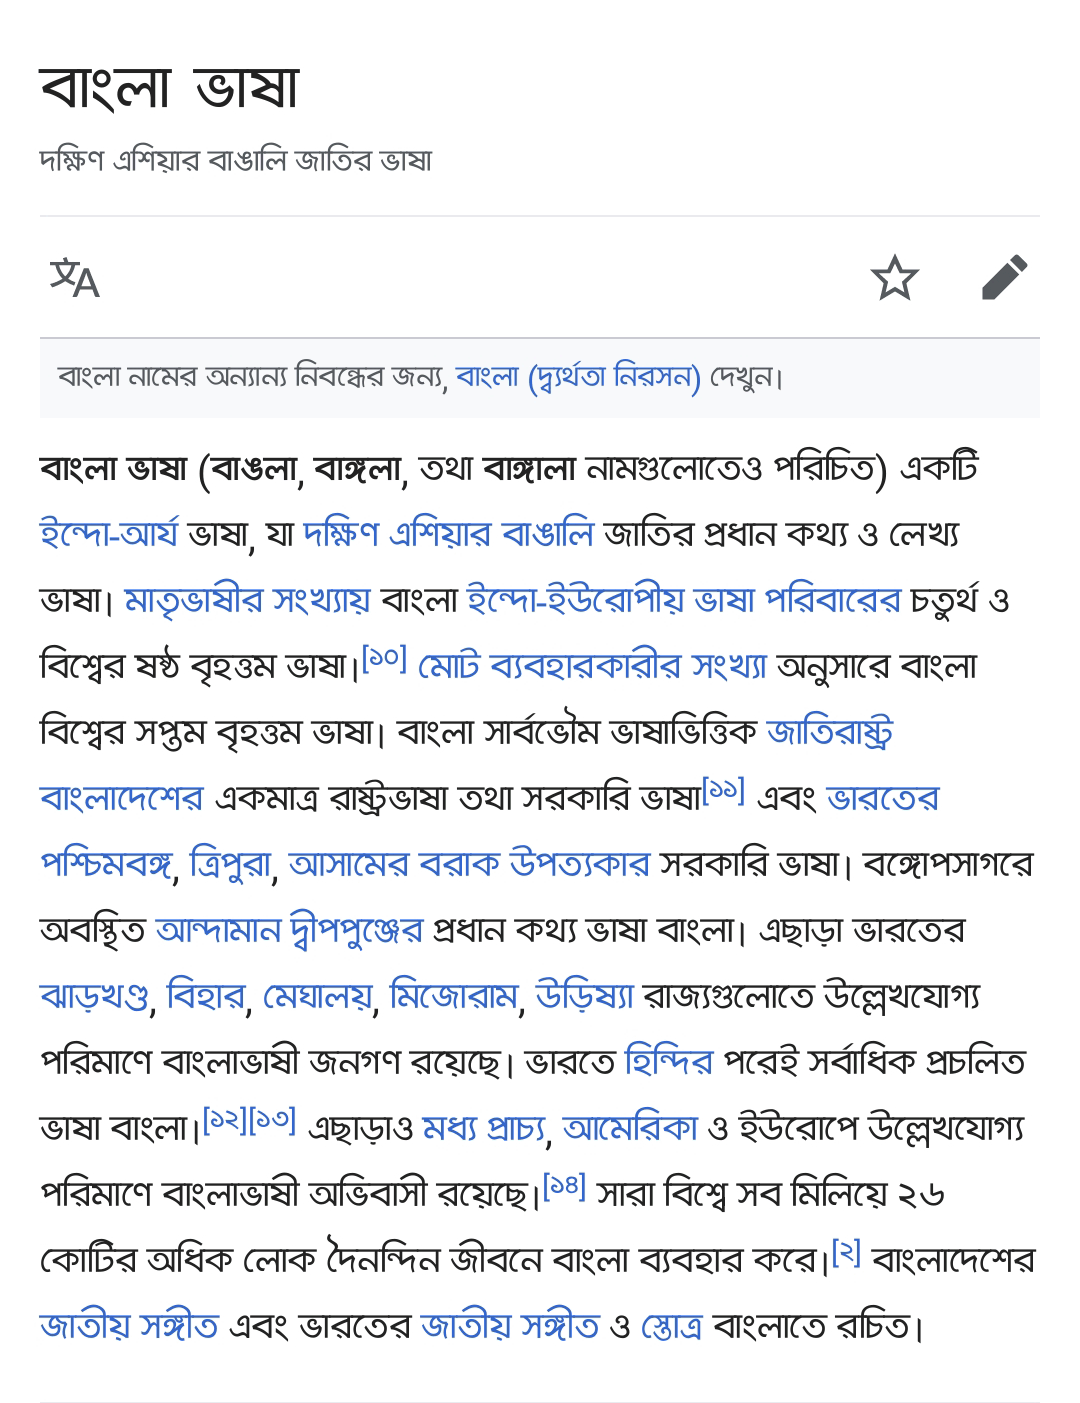 বাংলা ভাষা
দক্ষিণ এশিয়ার বাঙালি জাতির ভাষা
বাংলা নামের অন্যান্য নিবন্ধের জন্য, বাংলা (দ্ব্যর্থতা নিরসন) দেখুন।
বাংলা ভাষা (বাঙলা, বাঙ্গলা, তথা বাঙ্গালা নামগুলোতেও পরিচিত) একটি
ইন্দো-আর্য ভাষা, যা দক্ষিণ এশিয়ার বাঙালি জাতির প্রধান কথ্য ও লেখ্য
ভাষা। মাতৃভাষীর সংখ্যায় বাংলা ইন্দো-ইউরোপীয় ভাষা পরিবারের চতুর্থ ও
বিশ্বের ষষ্ঠ বৃহত্তম ভাষা।[১০] মোট ব্যবহারকারীর সংখ্যা অনুসারে বাংলা
বিশ্বের সপ্তম বৃহত্তম ভাষা। বাংলা সার্বভৌম ভাষাভিত্তিক জাতিরাষ্ট্র
বাংলাদেশের একমাত্র রাষ্ট্রভাষা তথা সরকারি ভাষা[১১] এবং ভারতের
পশ্চিমবঙ্গ, ত্রিপুরা, আসামের বরাক উপত্যকার সরকারি ভাষা। বঙ্গোপসাগরে
অবস্থিত আন্দামান দ্বীপপুঞ্জের প্রধান কথ্য ভাষা বাংলা। এছাড়া ভারতের
ঝাড়খণ্ড, বিহার, মেঘালয়, মিজোরাম, উড়িষ্যা রাজ্যগুলোতে উল্লেখযোগ্য
পরিমাণে বাংলাভাষী জনগণ রয়েছে। ভারতে হিন্দির পরেই সর্বাধিক প্রচলিত
ভাষা বাংলা।[১২][১৩] এছাড়াও মধ্য প্রাচ্য, আমেরিকা ও ইউরোপে উল্লেখযোগ্য
পরিমাণে বাংলাভাষী অভিবাসী রয়েছে।[১৪] সারা বিশ্বে সব মিলিয়ে ২৬
কোটির অধিক লোক দৈনন্দিন জীবনে বাংলা ব্যবহার করে।[২] বাংলাদেশের
জাতীয় সঙ্গীত এবং ভারতের জাতীয় সঙ্গীত ও স্তোত্র বাংলাতে রচিত।